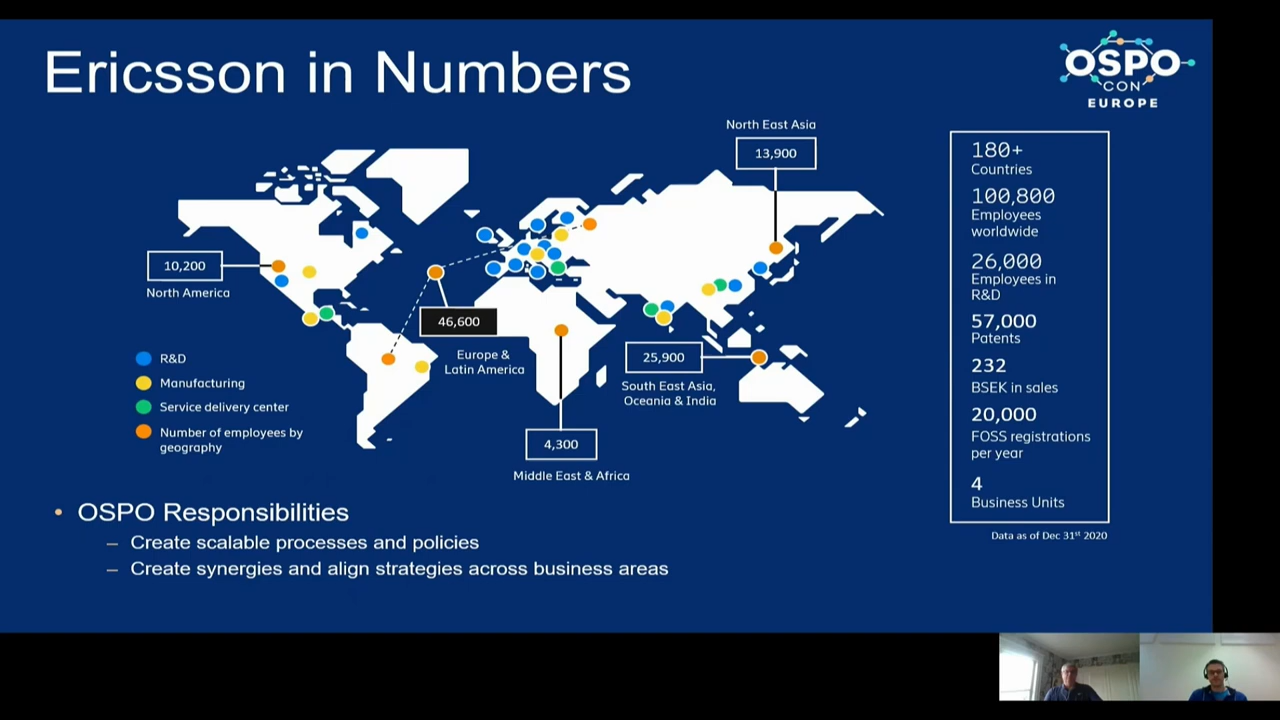 Ericsson in Numbers
OSPO
CON
EUROPE
North East Asia
13,900
10,200
North America
46,600
Europe &
Latin America
25,900
South East Asia,
Oceania & India
4,300
Middle East & Africa
R&D
Manufacturing
Service delivery center
Number of employees by
geography
180+
Countries
100,800
Employees
worldwide
26,000
Employees in
R&D
57,000
Patents
232
BSEK in sales
20,000
FOSS registrations
per year
4
Business Units
Data as of Dec 31st 2020
• OSPO Responsibilities
– Create scalable processes and policies
– Create synergies and align strategies across business areas